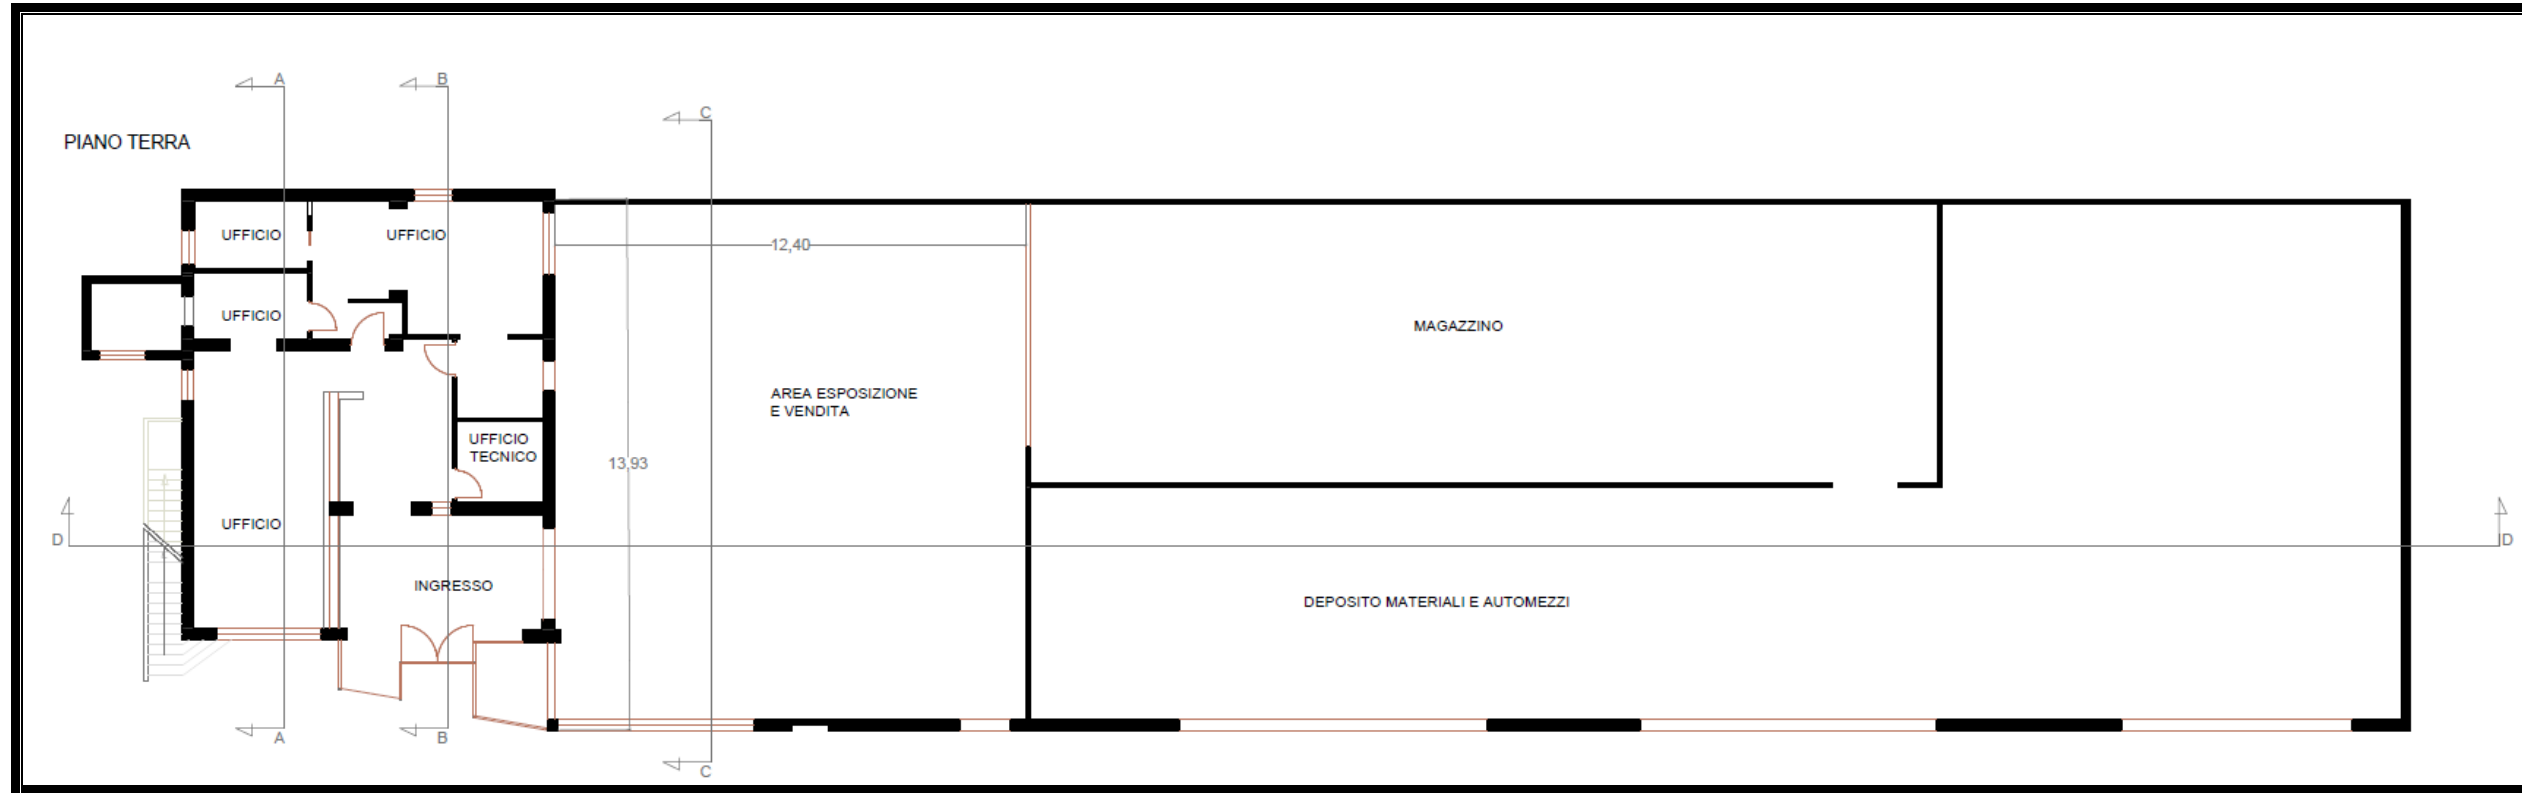 A
B
C
PIANO TERRA
UFFICIO
UFFICIO
12,40
UFFICIO
MAGAZZINO
AREA ESPOSIZIONE
E VENDITA
UFFICIO
TECNICO
13,93
UFFICIO
D
D
INGRESSO
DEPOSITO MATERIALI E AUTOMEZZI
A
B
C